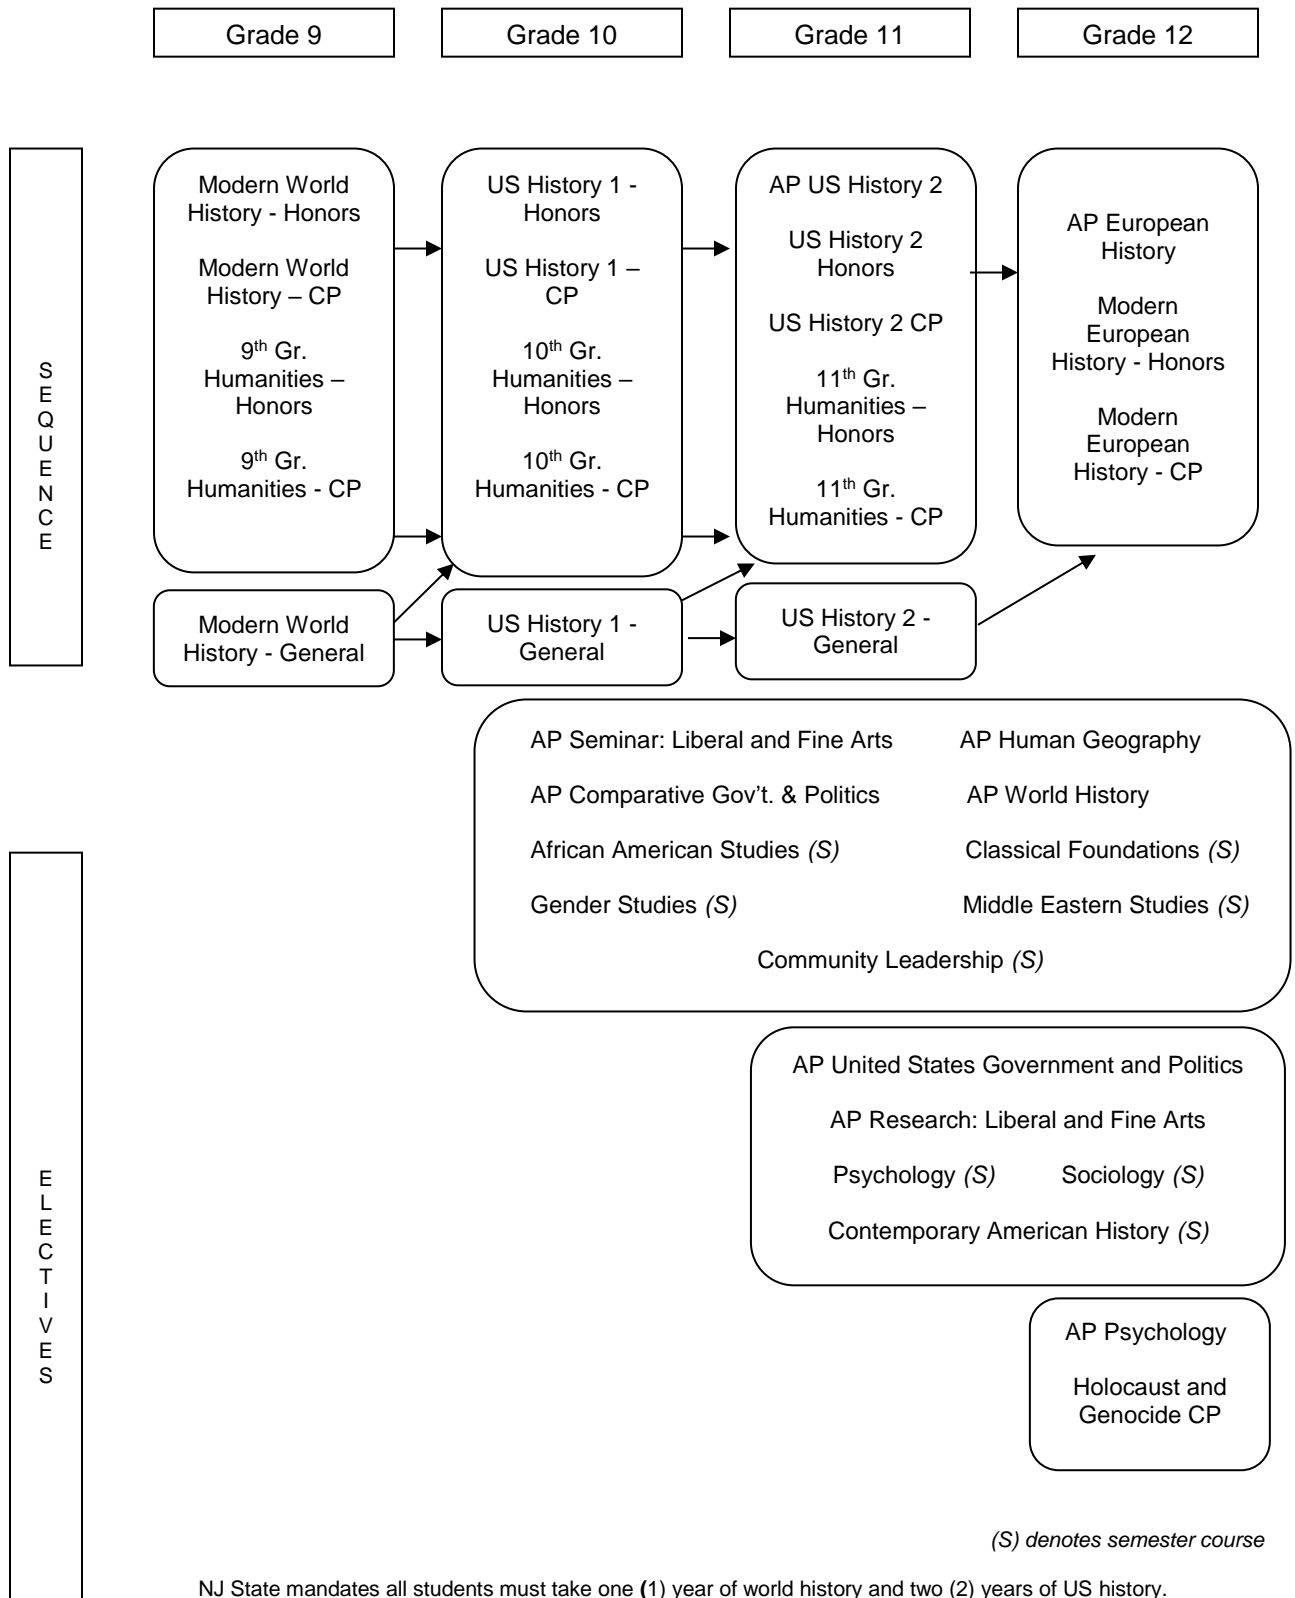 Grade 9
Grade 10
Grade 11
Grade 12
SEQUENCE
Modern World
History - Honors
Modern World
History – CP
9th Gr.
Humanities –
Honors
9th Gr.
Humanities - CP
US History 1 -
Honors
US History 1 –
CP
10th Gr.
Humanities –
Honors
10th Gr.
Humanities - CP
AP US History 2
US History 2
Honors
US History 2 CP
11th Gr.
Humanities –
Honors
11th Gr.
Humanities - CP
AP European
History
Modern
European
History - Honors
Modern
European
History - CP
Modern World
History - General
US History 1 -
General
US History 2 -
General
ELECTIVES
AP Seminar: Liberal and Fine Arts
AP Human Geography
AP Comparative Gov’t. & Politics
AP World History
African American Studies (S)
Classical Foundations (S)
Gender Studies (S)
Middle Eastern Studies (S)
Community Leadership (S)
AP United States Government and Politics
AP Research: Liberal and Fine Arts
Psychology (S)
Sociology (S)
Contemporary American History (S)
AP Psychology
Holocaust and
Genocide CP
(S) denotes semester course
NJ State mandates all students must take one (1) year of world history and two (2) years of US history.